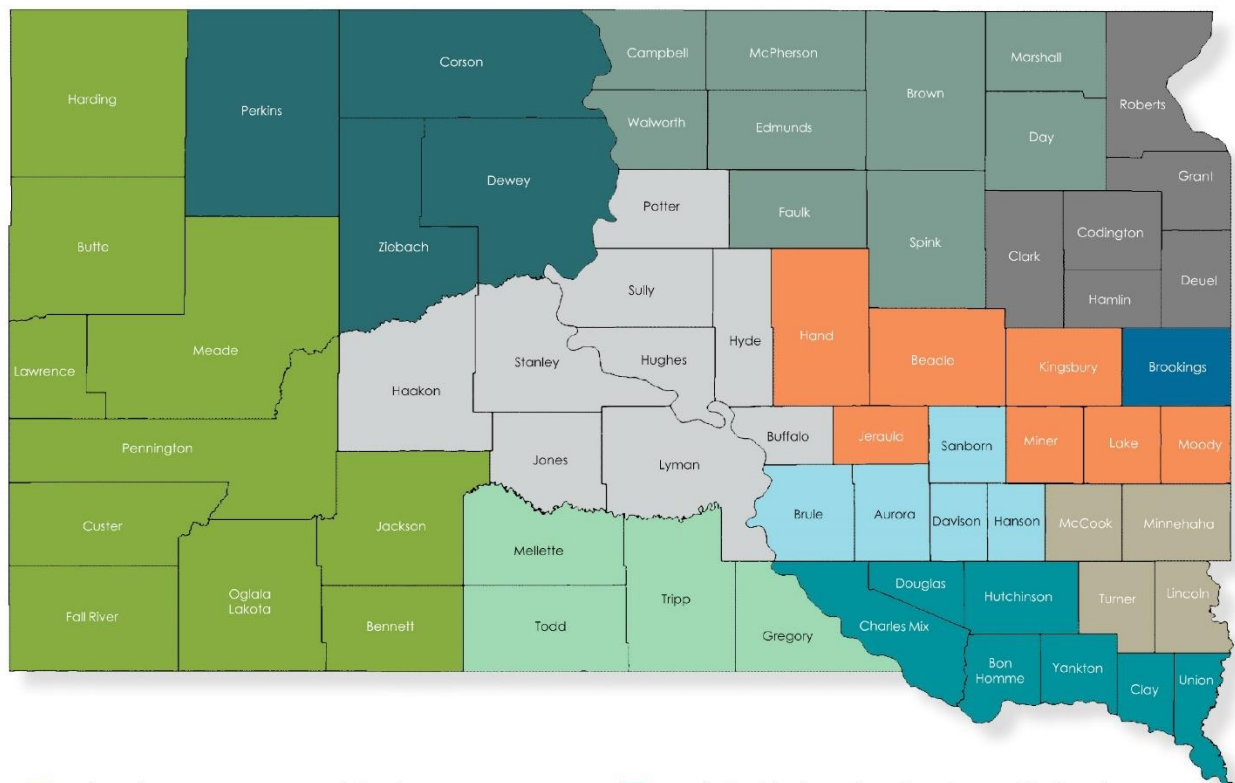 Harding
Perkins
Corson
Campbell
McPherson
Brown
Marshall
Roberts
Walworth
Edmunds
Day
Dewey
Grant
Butte
Ziebach
Potter
Faulk
Spink
Clark
Codington
Deuel
Hamlin
Sully
Hyde
Hand
Lawrence
Meade
Haakon
Stanley
Hughes
Beadle
Kingsbury
Brookings
Pennington
Jones
Lyman
Buffalo
Jerauld
Sanborn
Miner
Lake
Moody
Custer
Jackson
Brule
Aurora
Davison
Hanson
McCook
Minnehaha
Mellette
Fall River
Oglala
Lakota
Bennett
Todd
Tripp
Gregory
Charles Mix
Douglas
Hutchinson
Turner
Lincoln
Bon
Homme
Yankton
Clay
Union